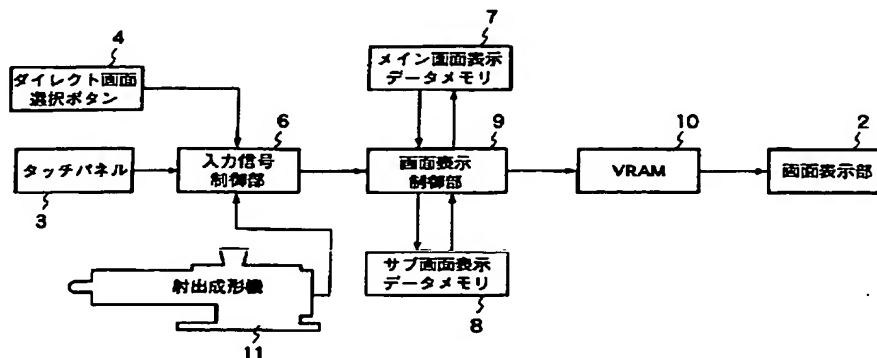 4
ダイレクト画面
選択ボタン
7
メイン画面表示
データメモリ
3
タッチパネル
6
入力信号
制御部
9
画面表示
制御部
10
VRAM
2
画面表示部
射出成形機
11
サブ画面表示
データメモリ
8